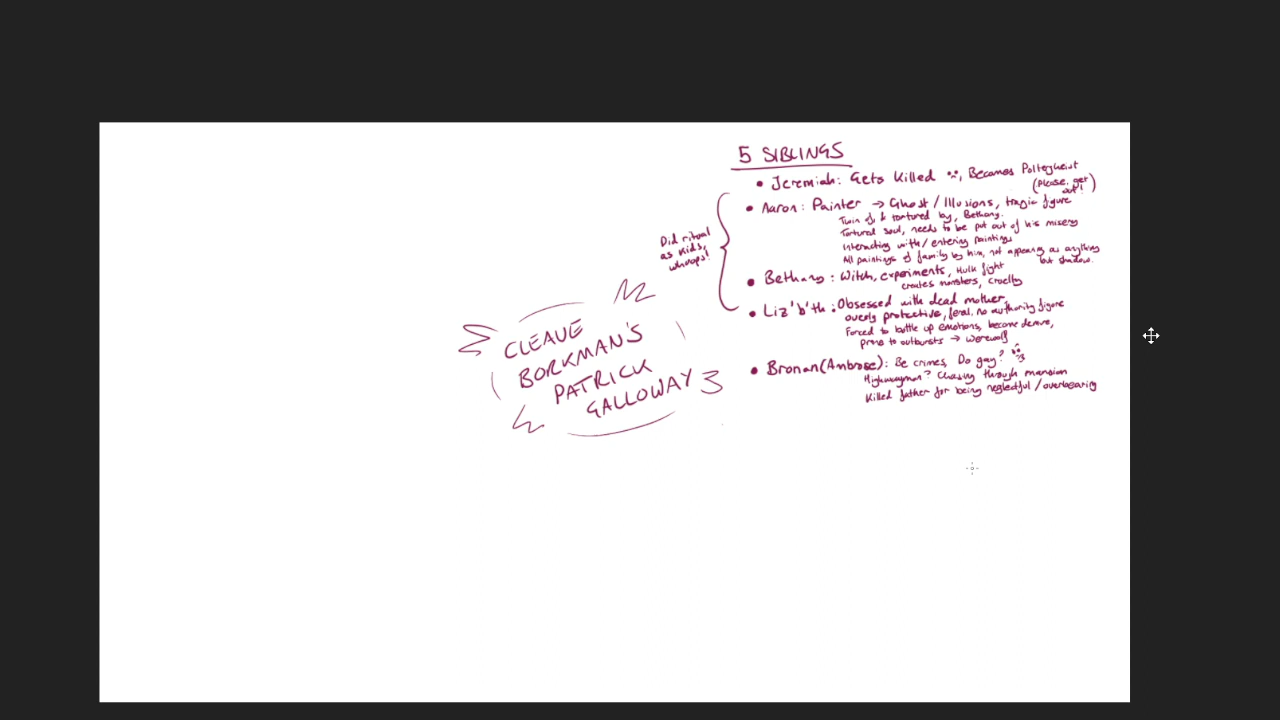 5 SIBLINGS
• Jeremiah: Gets Killed :(, Becomes Poltergheist
(Please, get out!)
• Aaron: Painter → Ghost / Illusions, tragic figure
Twin of, & tortured by, Bethany.
Tortured soul, needs to be put out of his misery
Interacting with/entering paintings
All paintings of family by him, not appearing as anything
but shadow.
• Bethany: Witch, experiments, Hulk fight
creates monsters, cruelty
• Liz'b'th: Obsessed with dead mother,
overly protective, feral, no authority figure
Forced to bottle up emotions, become
prone to outbursts → werewolf
• Bronan(Ambrose): Be crimes, Do gay?
Highwayman? Chasing through mansion
Killed father for being neglectful/overbearing
Did ritual
as kids,
whoops!
CLEAVE
BORKMAN'S
PATRICK
GALLOWAY 3